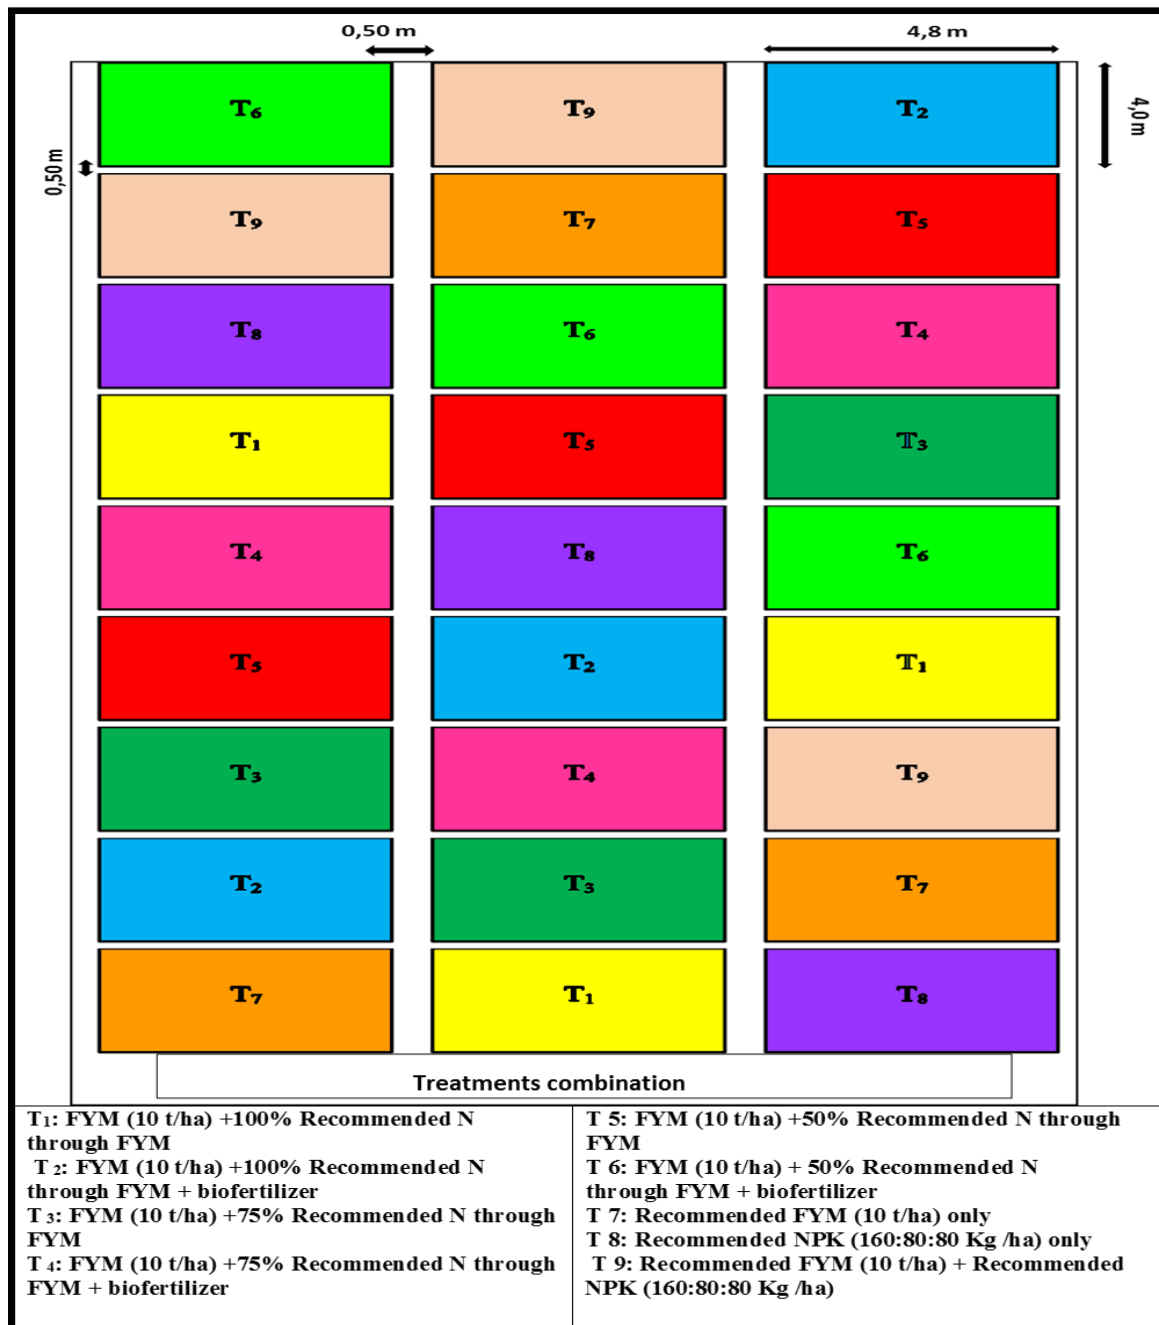 0,50 m
4,8 m
4,0 m
0,50 m
T₆ T₉ T₂
T₉ T₇ T₅
T₈ T₆ T₄
T₁ T₅ T₃
T₄ T₈ T₆
T₅ T₂ T₁
T₃ T₄ T₉
T₂ T₃ T₇
T₇ T₁ T₈
Treatments combination
T₁: FYM (10 t/ha) +100% Recommended N
through FYM
T ₂: FYM (10 t/ha) +100% Recommended N
through FYM + biofertilizer
T ₃: FYM (10 t/ha) +75% Recommended N through
FYM
T ₄: FYM (10 t/ha) +75% Recommended N through
FYM + biofertilizer
T 5: FYM (10 t/ha) +50% Recommended N through
FYM
T 6: FYM (10 t/ha) + 50% Recommended N
through FYM + biofertilizer
T 7: Recommended FYM (10 t/ha) only
T 8: Recommended NPK (160:80:80 Kg /ha) only
T 9: Recommended FYM (10 t/ha) + Recommended
NPK (160:80:80 Kg /ha)